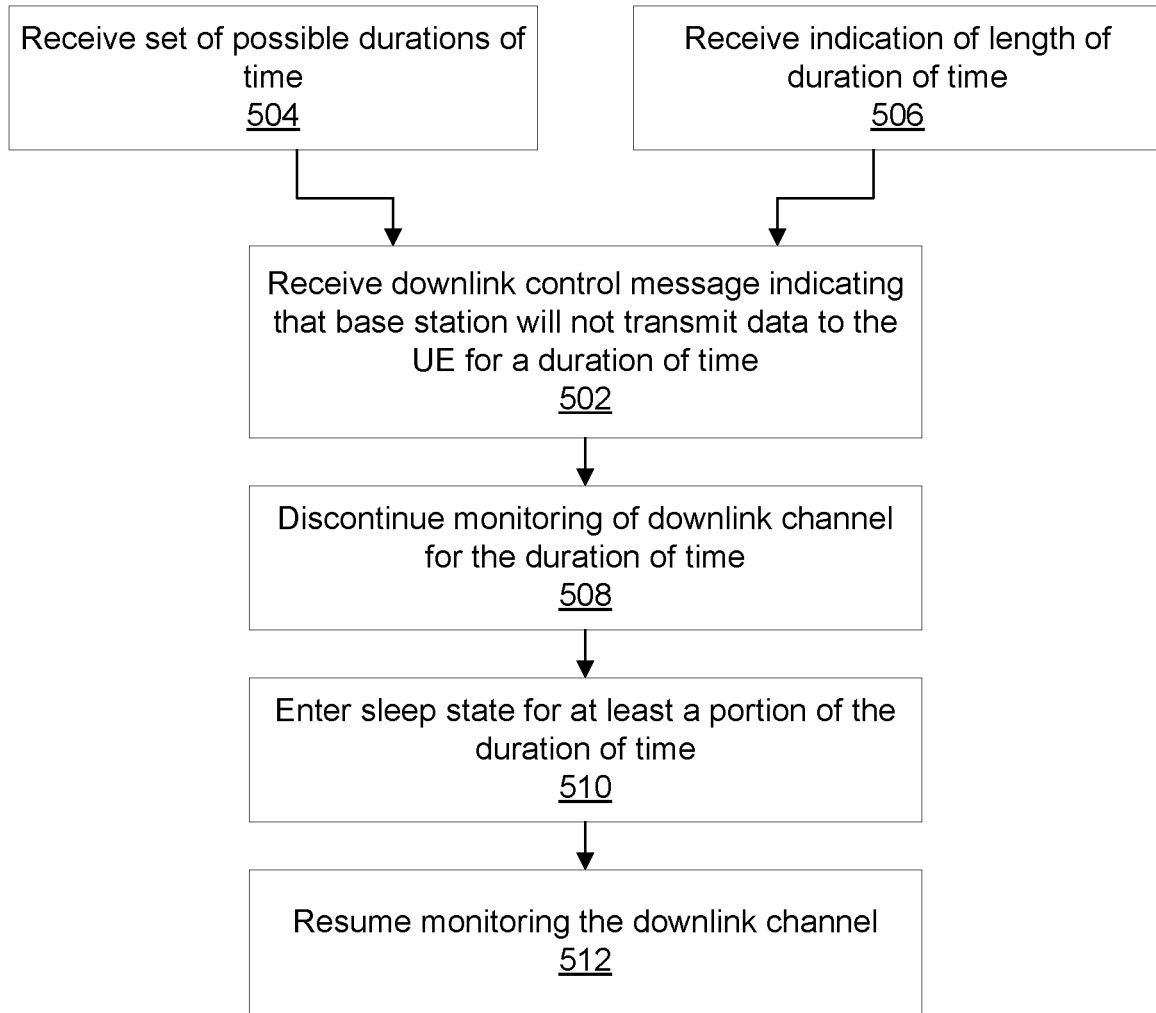 Receive set of possible durations of
time
504
Receive indication of length of
duration of time
506
Receive downlink control message indicating
that base station will not transmit data to the
UE for a duration of time
502
Discontinue monitoring of downlink channel
for the duration of time
508
Enter sleep state for at least a portion of the
duration of time
510
Resume monitoring the downlink channel
512